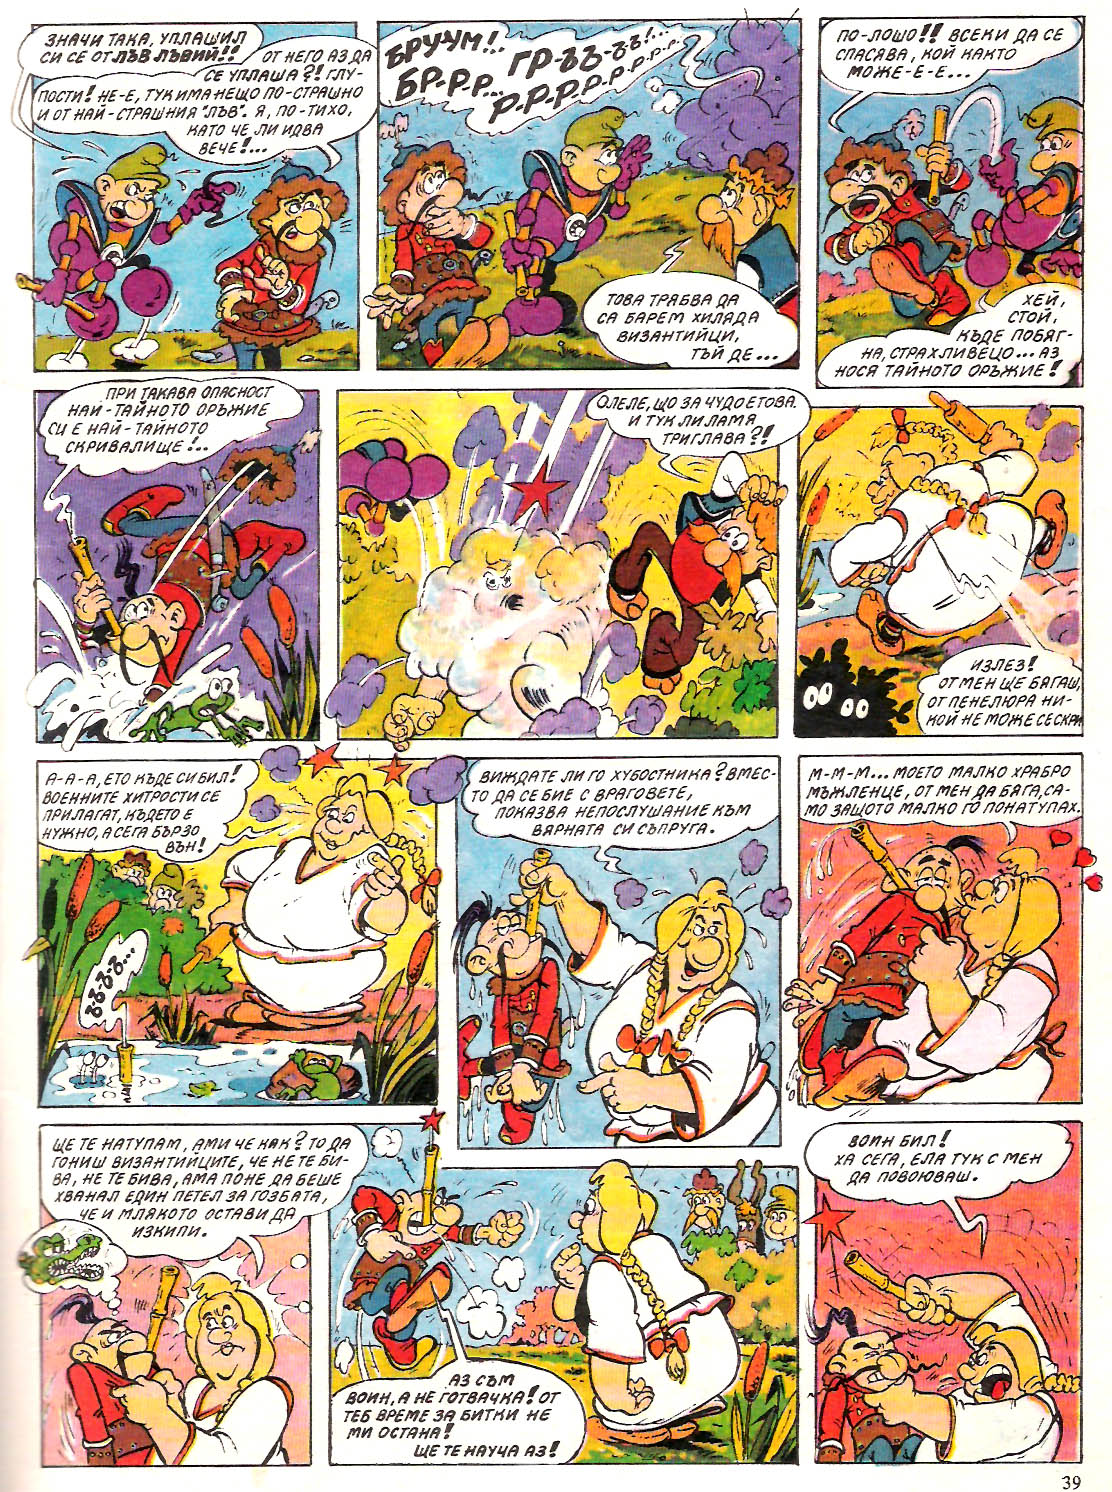 ЗНАЧИ ТАКА, УПЛАШИЛ
СИ СЕ ОТ ЛЪВ ЛЪВИЙ!!
ОТ НЕГО АЗ ДА
СЕ УПЛАША?! ГЛУ-
ПОСТИ! НЕ-Е, ТУК ИМА НЕЩО ПО-СТРАШНО
И ОТ НАЙ-СТРАШНИЯ "ЛЪВ". Я, ПО-ТИХО,
КАТО ЧЕ ЛИ ИДВА
ВЕЧЕ!...
БРУУМ!..
БР-Р-Р...
ГР-ЪЪ-Ъ-Ъ!...
Р-Р-Р-Р-Р-Р-Р-Р-Р...
ТОВА ТРЯБВА ДА
СА БАРЕМ ХИЛЯДА
ВИЗАНТИЙЦИ,
ТЪЙ ДЕ...
ПО-ЛОШО!! ВСЕКИ ДА СЕ
СПАСЯВА, КОЙ КАКТО
МОЖЕ-Е-Е...
ХЕЙ,
СТОЙ,
КЪДЕ ПОБЯГ-
НА, СТРАХЛИВЕЦО... АЗ
НОСЯ ТАЙНОТО ОРЪЖИЕ!
ПРИ ТАКАВА ОПАСНОСТ
НАЙ-ТАЙНОТО ОРЪЖИЕ
СИ Е НАЙ-ТАЙНОТО
СКРИВАЛИЩЕ!...
ОЛЕЛЕ, ЩО ЗА ЧУДО Е ТОВА.
И ТУК ЛИ ЛАМЯ
ТРИГЛАВА?!
ИЗЛЕЗ!
ОТ МЕН ЩЕ БЯГАШ,
ОТ ПЕНЕЛЮРА НИ-
КОЙ НЕ МОЖЕ СЕ СКРИ
А-А-А, ЕТО КЪДЕ СИ БИЛ!
ВОЕННИТЕ ХИТРОСТИ СЕ
ПРИЛАГАТ, КЪДЕТО Е
НУЖНО, А СЕГА БЪРЗО
ВЪН!
Ъ-Ъ-Ъ-Ъ...
ВИЖДАТЕ ЛИ ГО ХУБОСТНИКА? ВМЕС-
ТО ДА СЕ БИЕ С ВРАГОВЕТЕ,
ПОКАЗВА НЕПОСЛУШАНИЕ КЪМ
ВЯРНАТА СИ СЪПРУГА.
М-М-М... МОЕТО МАЛКО ХРАБРО
МЪЖЛЕНЦЕ, ОТ МЕН ДА БЯГА, СА-
МО ЗАЩОТО МАЛКО ГО ПОНАТУПАХ.
ЩЕ ТЕ НАТУПАМ, АМИ ЧЕ КАК? ТО ДА
ГОНИШ ВИЗАНТИЙЦИТЕ, ЧЕ НЕ ТЕ БИ-
ВА, НЕ ТЕ БИВА, АМА ПОНЕ ДА БЕШЕ
ХВАНАЛ ЕДИН ПЕТЕЛ ЗА ГОЗБАТА,
ЧЕ И МЛЯКОТО ОСТАВИ ДА
ИЗКИПИ.
АЗ СЪМ
ВОИН, А НЕ ГОТВАЧКА! ОТ
ТЕБ ВРЕМЕ ЗА БИТКИ НЕ
МИ ОСТАНА!
ЩЕ ТЕ НАУЧА АЗ!
ВОИН БИЛ!
ХА СЕГА, ЕЛА ТУК С МЕН
ДА ПОВОЮВАШ.
39